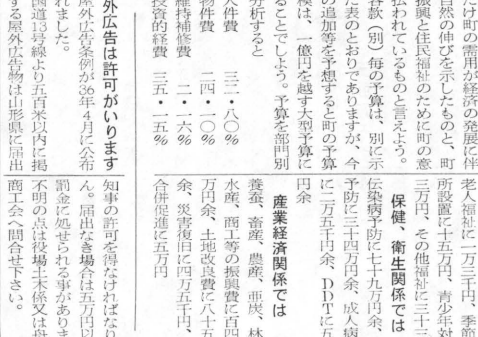 だけ町の需用が経済の発展に伴
自然の伸びを示したものと、町
振興と住民福祉のために町の意
払われているものと言えよう。
各款(別)毎の予算は、別に示
た表のとおりでありますが、今
の追加等を予想すると町の予算
模は、一億円を越す大型予算に
ることでしよう。予算を部門別
分析すると
人件費 三二・八〇%
物件費 二四・一〇%
維持補修費 二・一六%
投資的経費 三五・一五%
外広告は許可がいります
屋外広告条例が36年4月に公布
れました。
国道13号線より五百米以内に掲
する屋外広告物は山形県に届出
老人福祉に一万三千円、季節
所設置に十五万円、青少年対
三万円、その他福祉に三十三
保健、衛生関係では
伝染病予防に七十九万円余、
予防に三十四万円余、成人病
に二万五千円余、DDTに五
円余
産業経済関係では
養蚕、畜産、農産、亜炭、林
水産、商工等の振興費に百四
万円余、土地改良費に八十五
余、災害復旧に四万五千円、
合併促進に五万円
知事の許可を得なければなり
ん。届出なき場合は五万円以
罰金に処せられる事がありま
不明の点は役場土木係又は舟
商工会へ問合せ下さい。